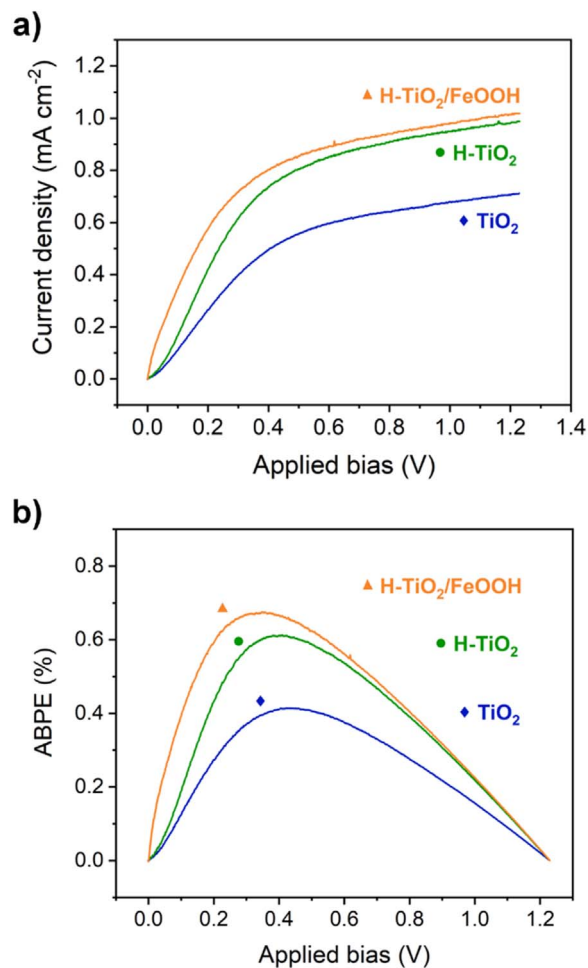 a)
Current density (mA cm⁻²)
1.2
1.0
0.8
0.6
0.4
0.2
0.0
H-TiO₂/FeOOH
H-TiO₂
TiO₂
0.0 0.2 0.4 0.6 0.8 1.0 1.2 1.4
Applied bias (V)
b)
ABPE (%)
0.8
0.6
0.4
0.2
0.0
H-TiO₂/FeOOH
H-TiO₂
TiO₂
0.0 0.2 0.4 0.6 0.8 1.0 1.2
Applied bias (V)